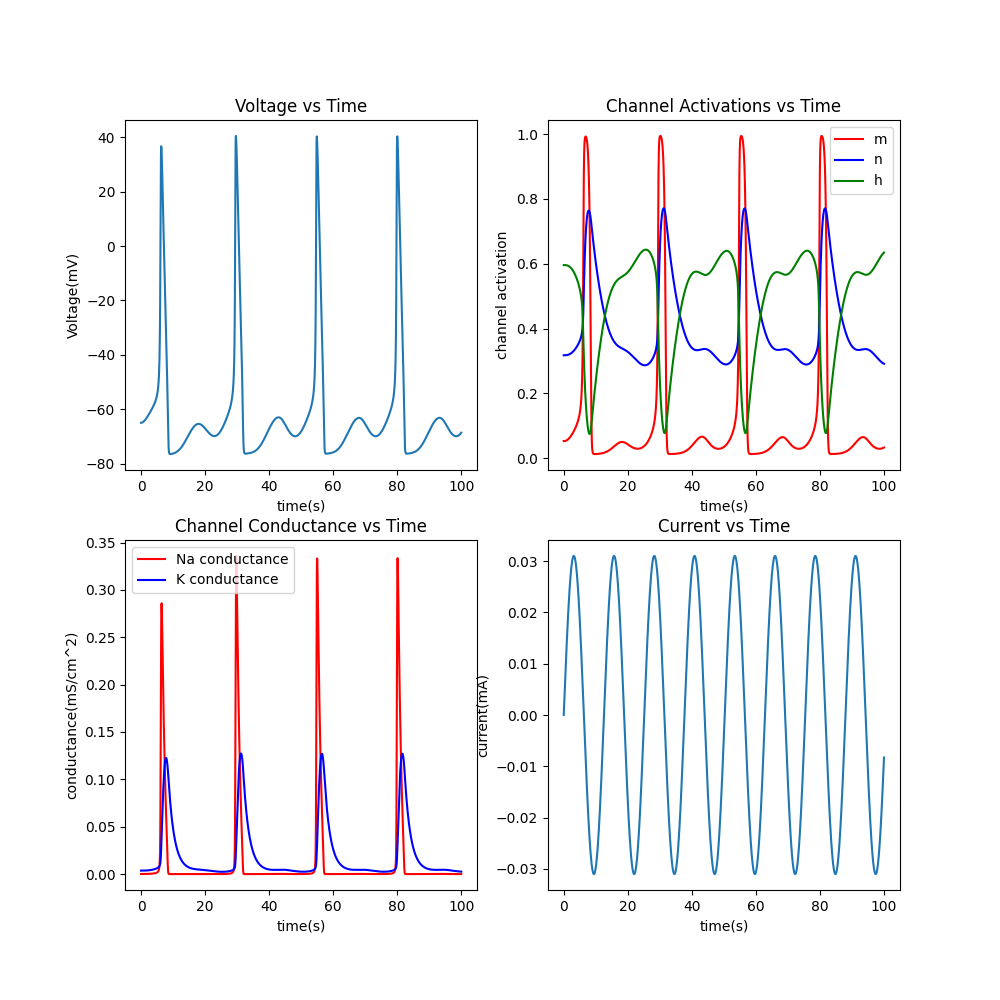 Voltage vs Time
Voltage(mV)
40
20
0
−20
−40
−60
−80
0 20 40 60 80 100
time(s)
Channel Activations vs Time
channel activation
1.0
0.8
0.6
0.4
0.2
0.0
m
n
h
0 20 40 60 80 100
time(s)
Channel Conductance vs Time
conductance(mS/cm^2)
0.35
0.30
0.25
0.20
0.15
0.10
0.05
0.00
Na conductance
K conductance
0 20 40 60 80 100
time(s)
Current vs Time
current(mA)
0.03
0.02
0.01
0.00
−0.01
−0.02
−0.03
0 20 40 60 80 100
time(s)